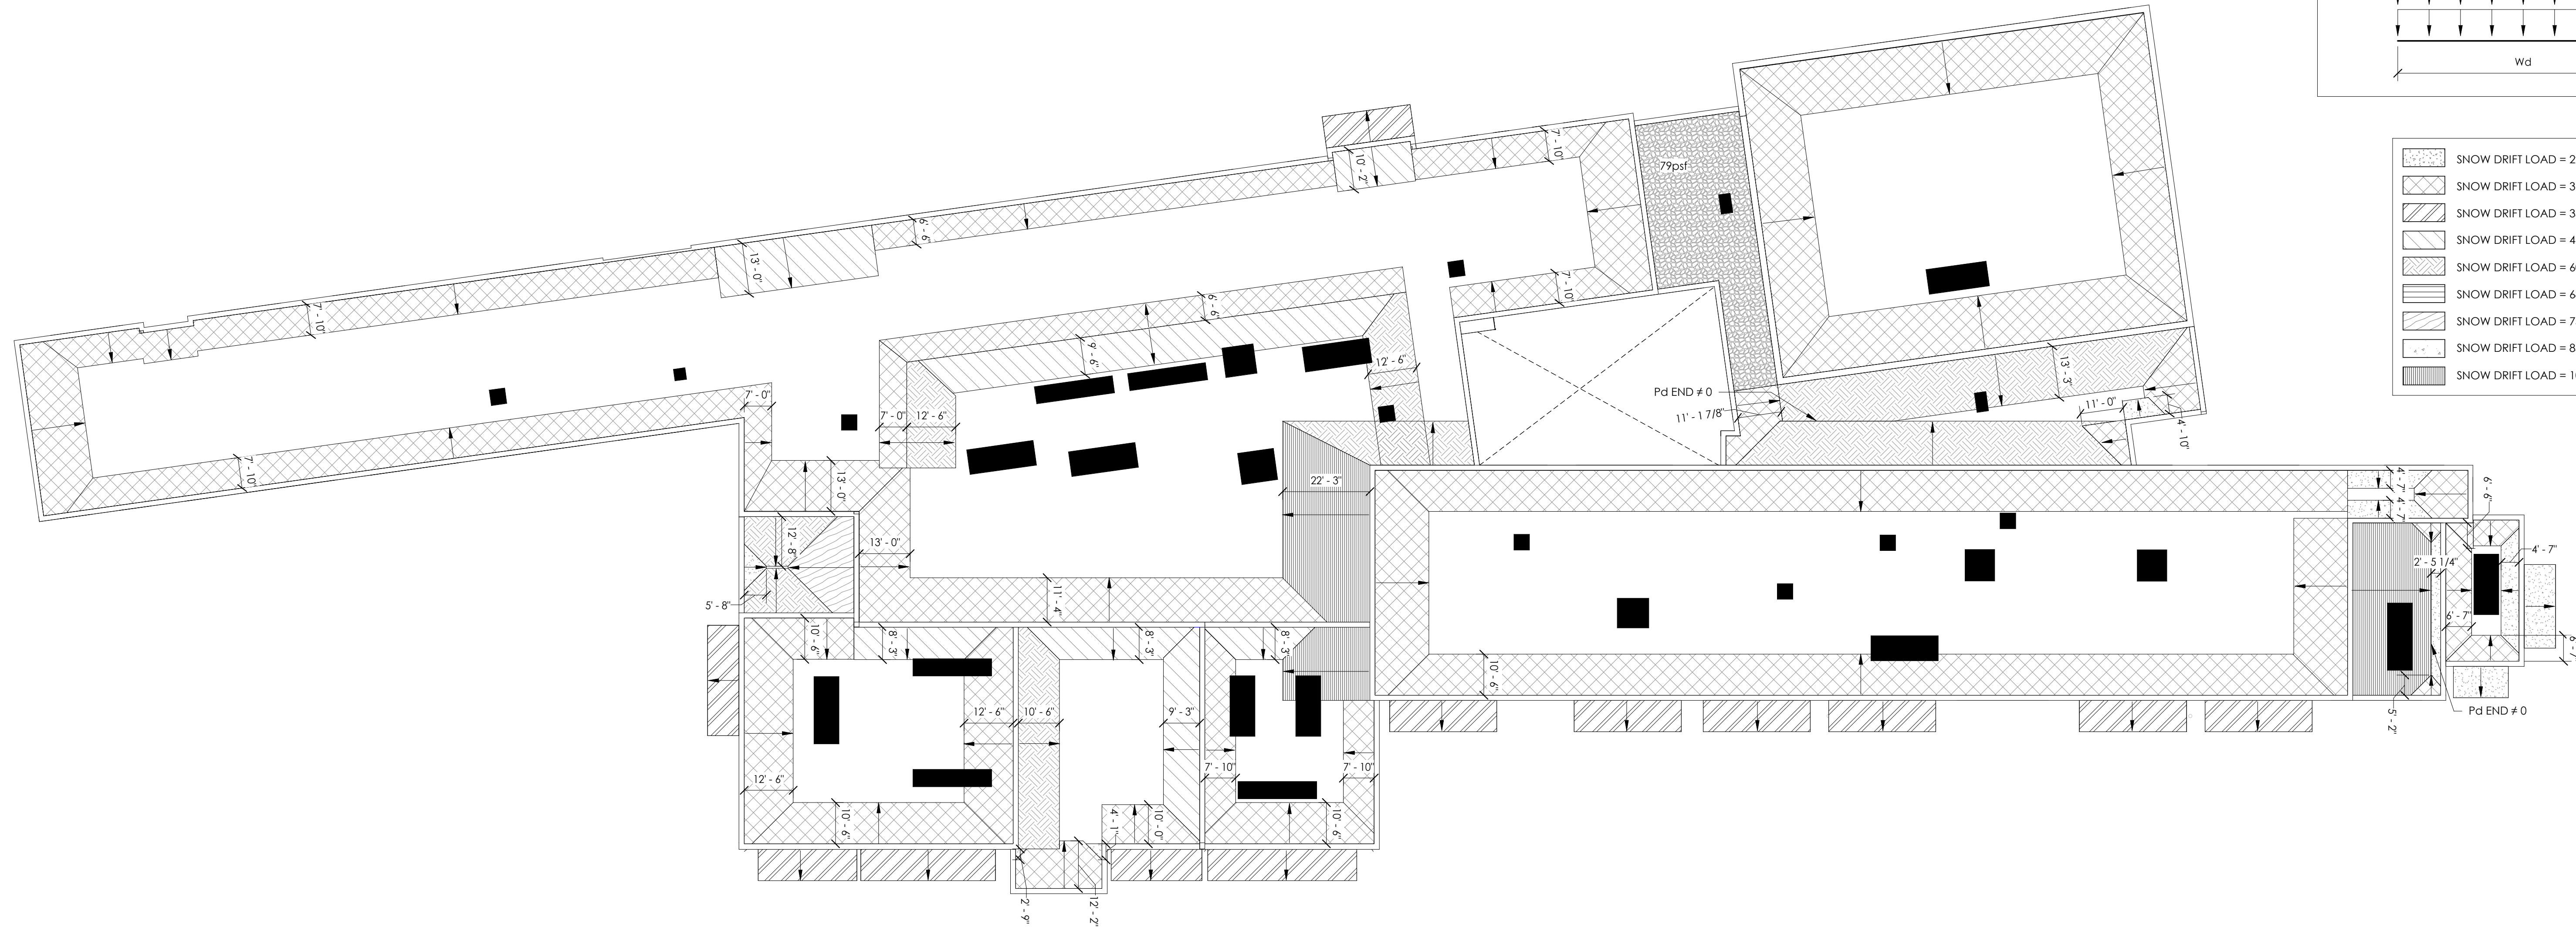 Wd
SNOW DRIFT LOAD = 2
SNOW DRIFT LOAD = 3
SNOW DRIFT LOAD = 3
SNOW DRIFT LOAD = 4
SNOW DRIFT LOAD = 6
SNOW DRIFT LOAD = 6
SNOW DRIFT LOAD = 7
SNOW DRIFT LOAD = 8
SNOW DRIFT LOAD = 10
7' - 10"
10' - 2"
79psf
6' - 6"
13' - 0"
7' - 10"
7' - 10"
6' - 6"
9' - 6"
12' - 6"
13' - 3"
Pd END ≠ 0
11' - 1 7/8"
11' - 0"
4' - 10"
7' - 0"
7' - 0"
12' - 6"
7' - 10"
13' - 0"
22' - 3"
4' - 7"
4' - 7"
6' - 6"
12' - 8"
13' - 0"
4' - 7"
2' - 5 1/4"
5' - 8"
11' - 4"
6' - 7"
10' - 6"
8' - 3"
8' - 3"
8' - 3"
6' - 7"
10' - 6"
12' - 6"
10' - 6"
9' - 3"
5' - 2"
Pd END ≠ 0
12' - 6"
7' - 10"
7' - 10"
10' - 6"
4' - 1"
10' - 0"
10' - 6"
2' - 9"
12' - 2"